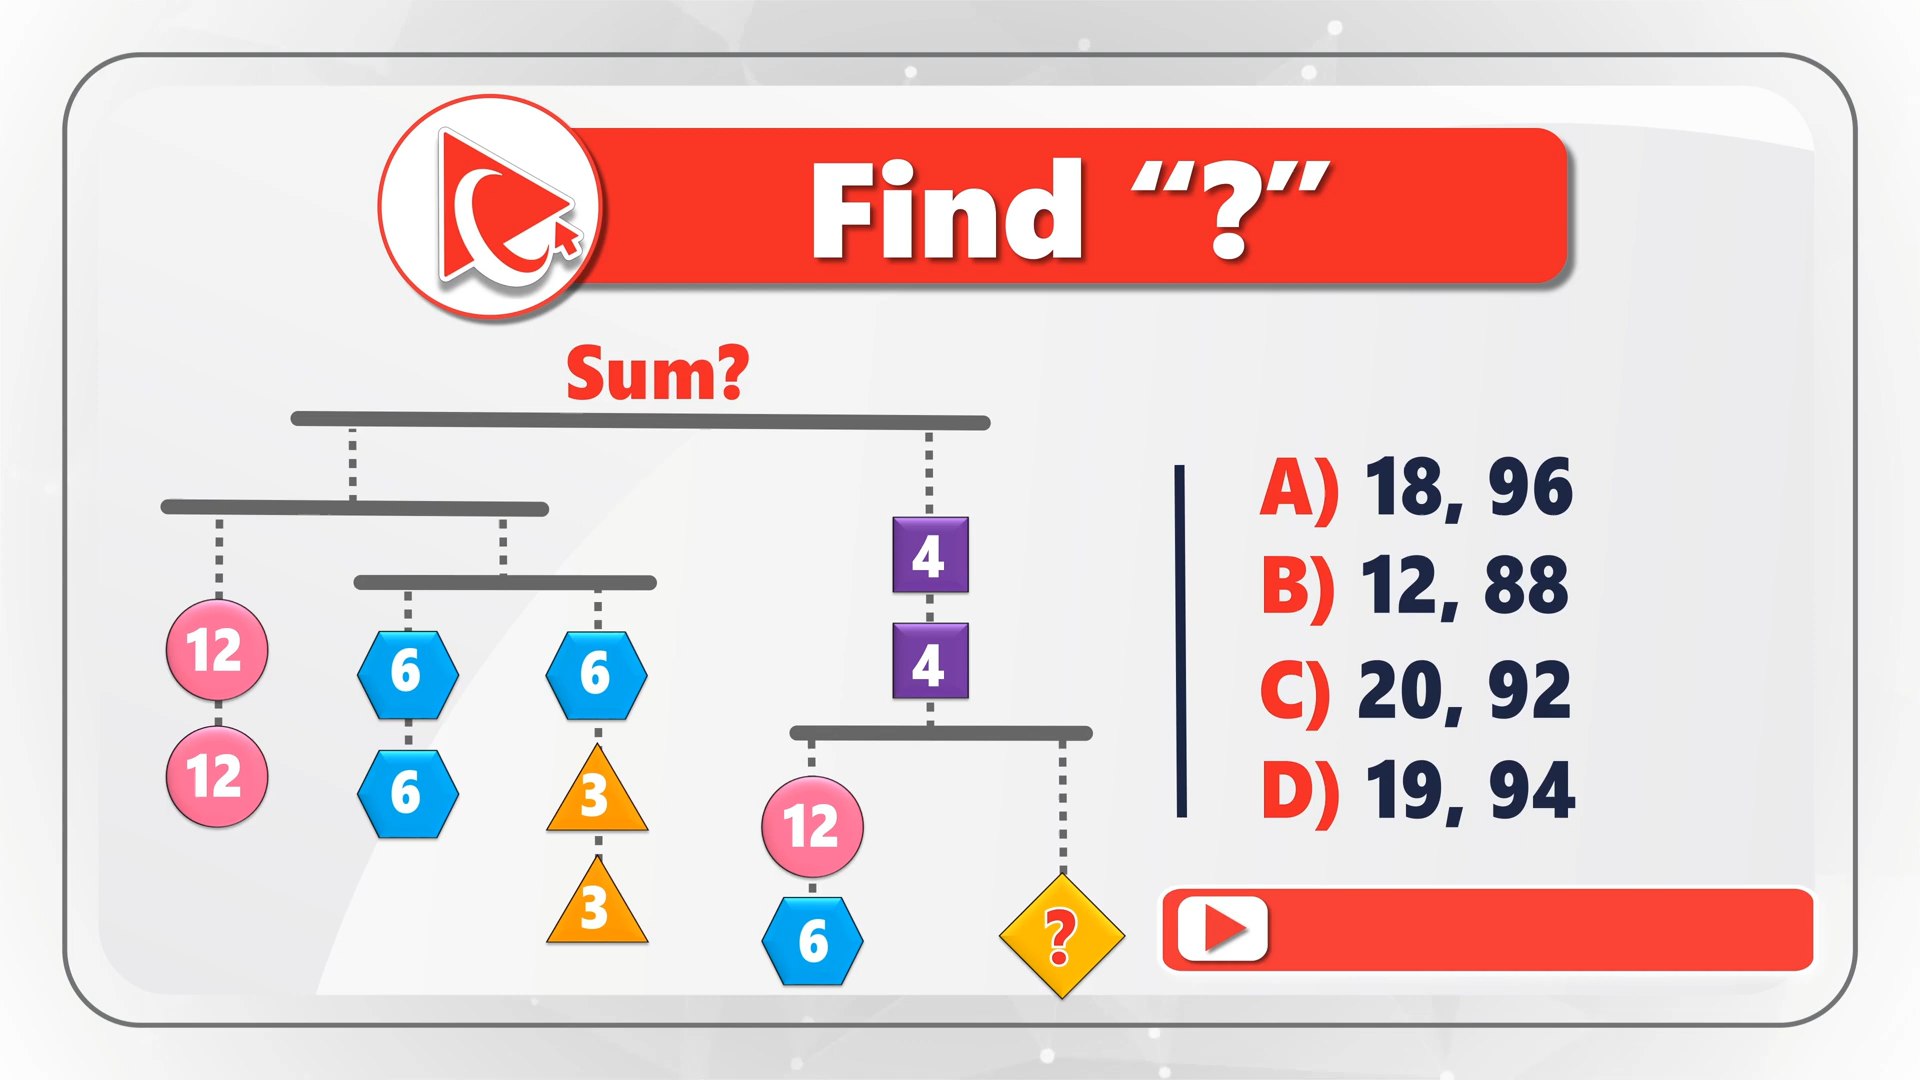 Find “?”
Sum?
A) 18, 96
B) 12, 88
C) 20, 92
D) 19, 94
4
4
12 6 6
12 6 3
3
12
6 ?